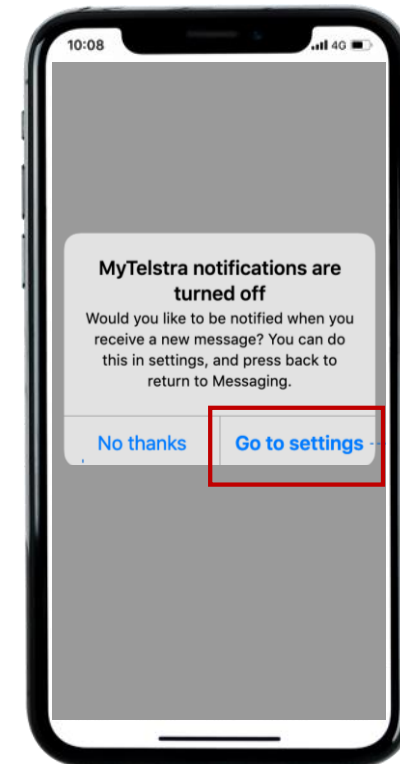 10:08
4G
MyTelstra notifications are
turned off
Would you like to be notified when you
receive a new message? You can do
this in settings, and press back to
return to Messaging.
No thanks
Go to settings